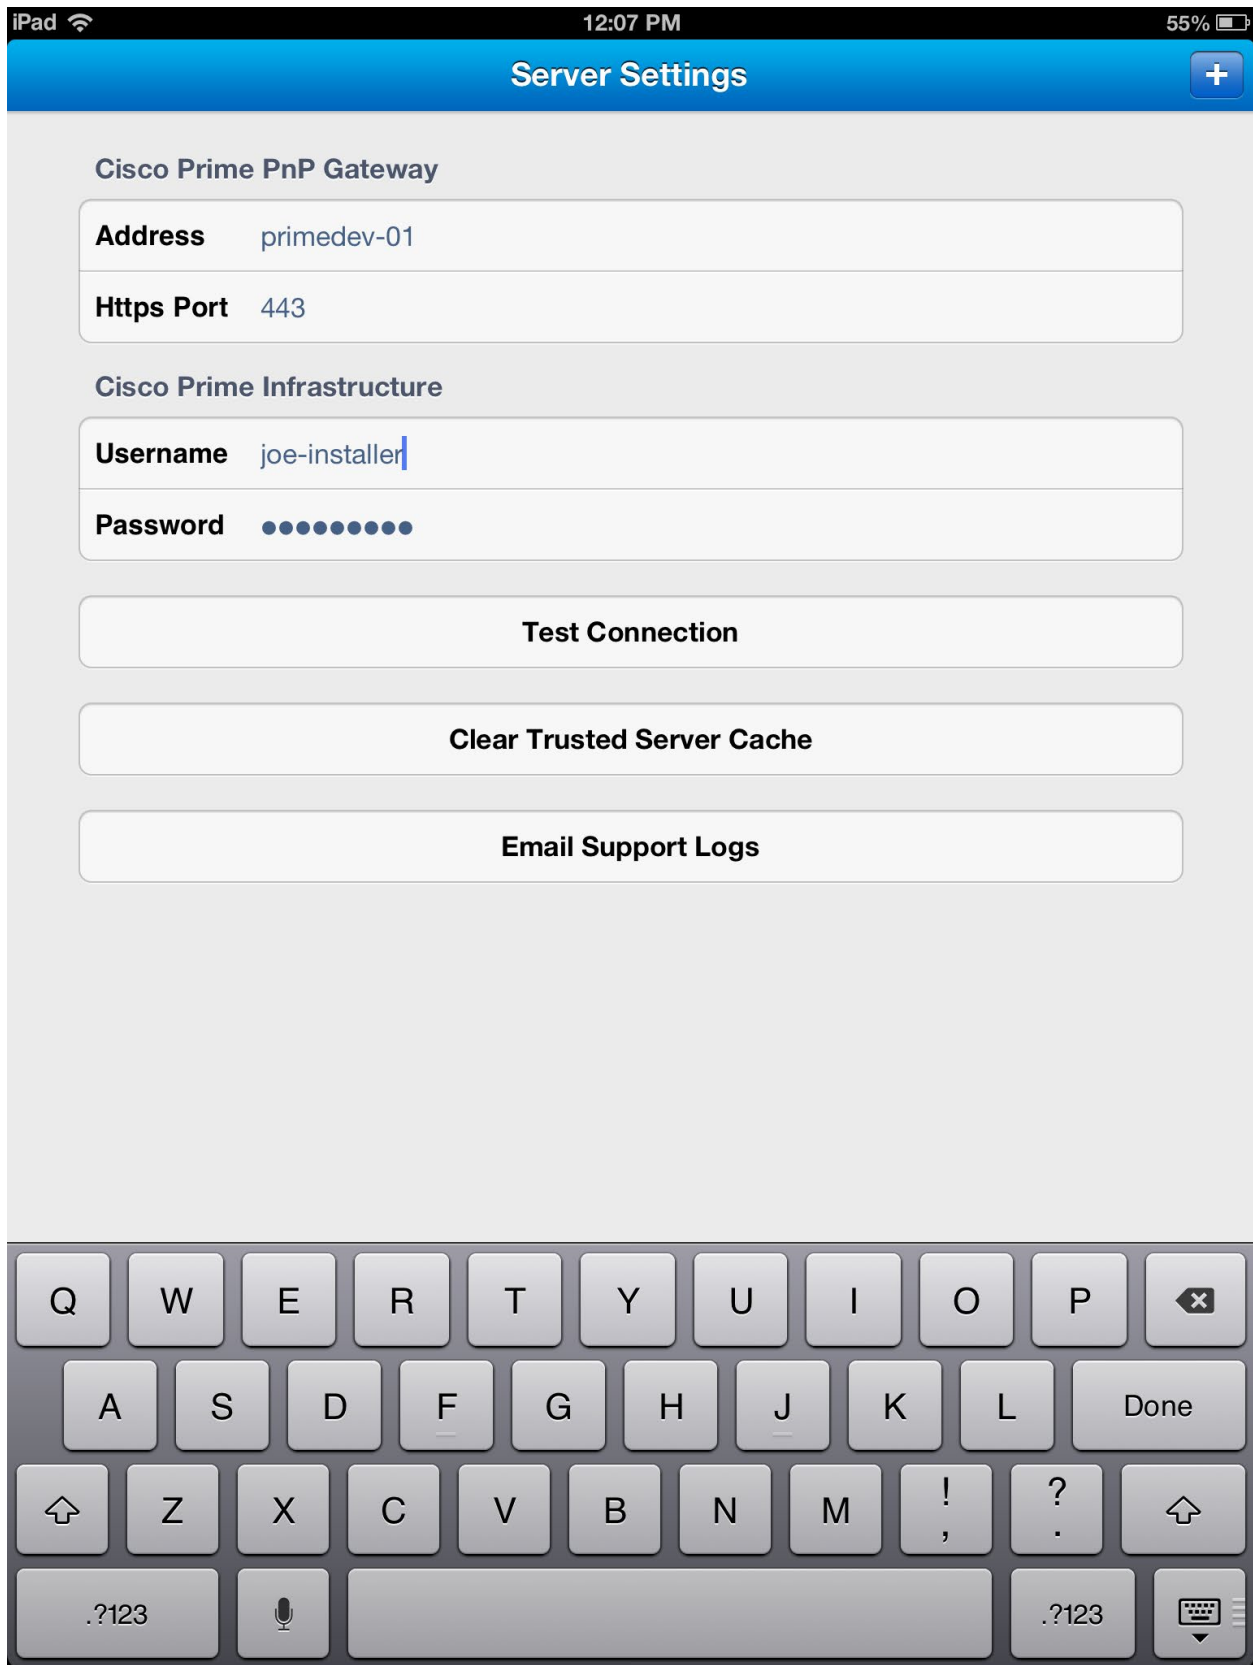 iPad 12:07 PM 55%
Server Settings +
Cisco Prime PnP Gateway
Address primedev-01
Https Port 443
Cisco Prime Infrastructure
Username joe-installer
Password ●●●●●●●●●
Test Connection
Clear Trusted Server Cache
Email Support Logs
Q W E R T Y U I O P
A S D F G H J K L Done
Z X C V B N M ! , ? .
.?123 .?123